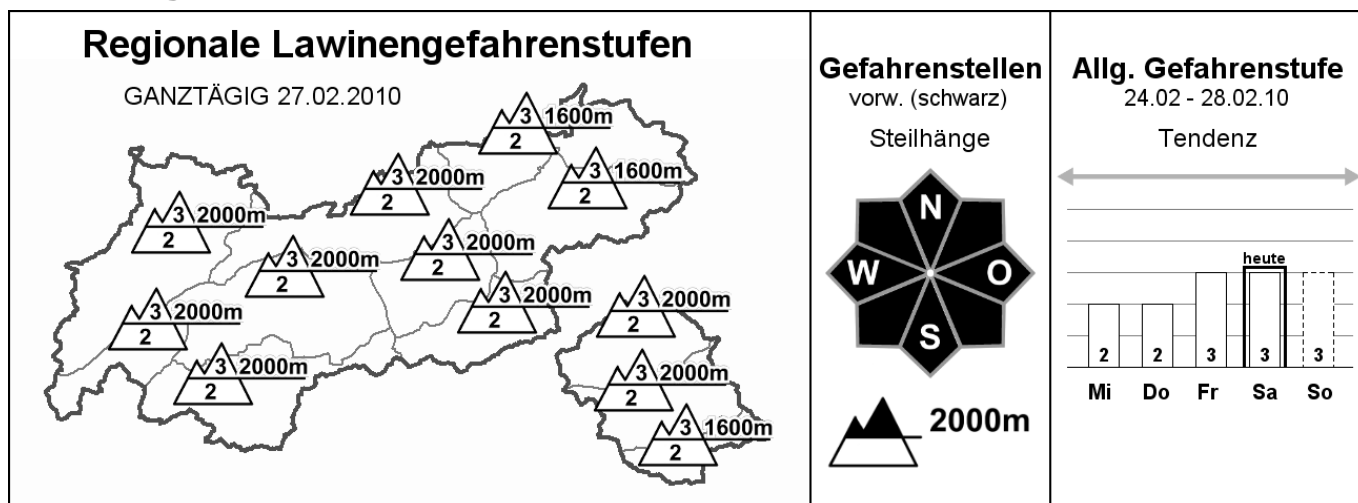 Regionale Lawinengefahrenstufen
GANZTÄGIG 27.02.2010
3 1600m
2
3 1600m
2
3 2000m
2
3 2000m
2
3 2000m
2
3 2000m
2
3 2000m
2
3 2000m
2
3 2000m
2
3 2000m
2
3 2000m
2
3 1600m
2
Gefahrenstellen
vorw. (schwarz)
Steilhänge
N
W O
S
2000m
Allg. Gefahrenstufe
24.02 - 28.02.10
Tendenz
heute
2 2 3 3 3
Mi Do Fr Sa So